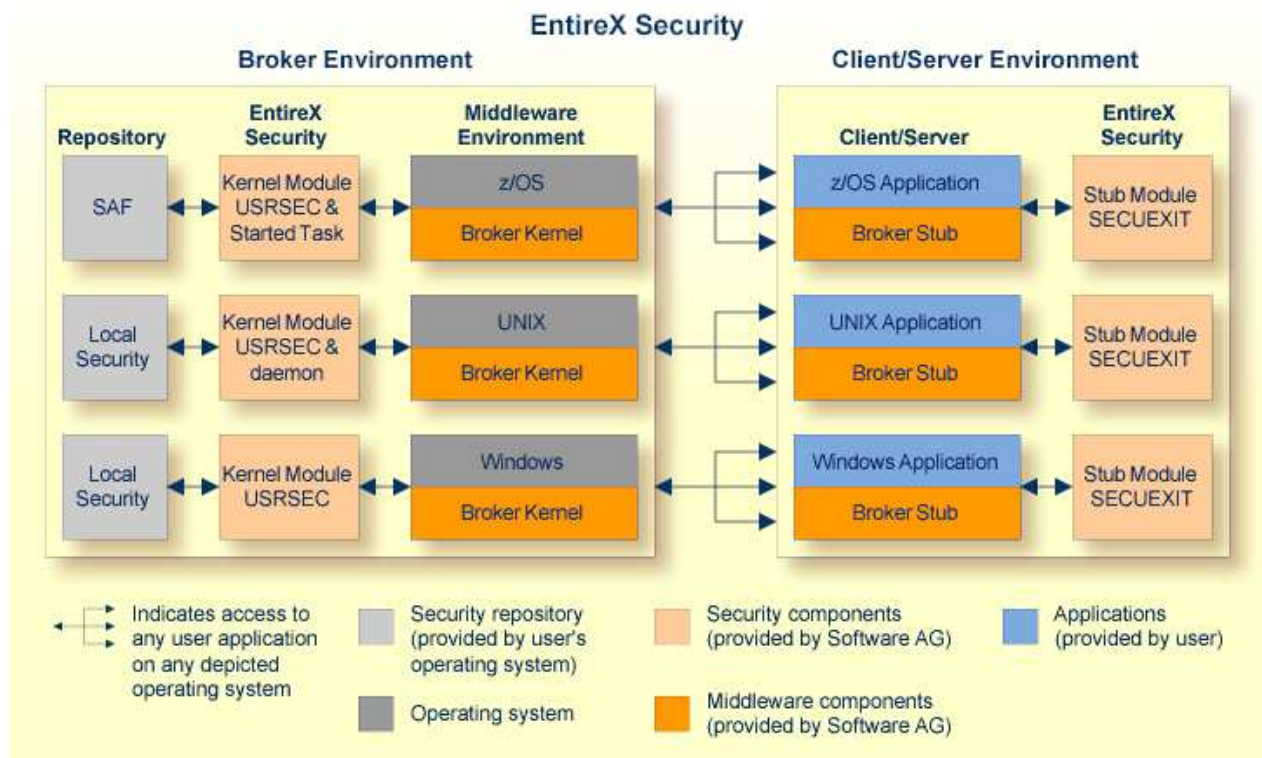 EntireX Security
Broker Environment
Client/Server Environment
Repository
EntireX
Security
Middleware
Environment
Client/Server
EntireX
Security
SAF
Kernel Module
USRSEC &
Started Task
z/OS
Broker Kernel
z/OS Application
Broker Stub
Stub Module
SECUEXIT
Local
Security
Kernel Module
USRSEC &
daemon
UNIX
Broker Kernel
UNIX Application
Broker Stub
Stub Module
SECUEXIT
Local
Security
Kernel Module
USRSEC
Windows
Broker Kernel
Windows Application
Broker Stub
Stub Module
SECUEXIT
Indicates access to
any user application
on any depicted
operating system
Security repository
(provided by user's
operating system)
Operating system
Security components
(provided by Software AG)
Middleware components
(provided by Software AG)
Applications
(provided by user)